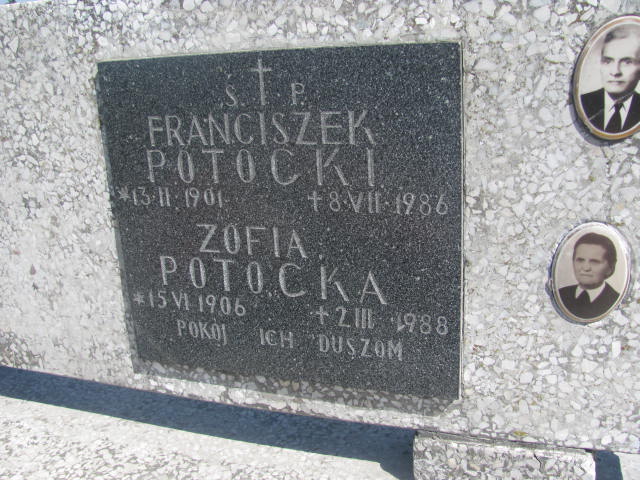 Ś. P.
FRANCISZEK
POTOCKI
*13·II·1901· +8·VII·1986
ZOFIA
POTOCKA
*15 VI 1906 +2.III·1988
POKÓJ ICH DUSZOM